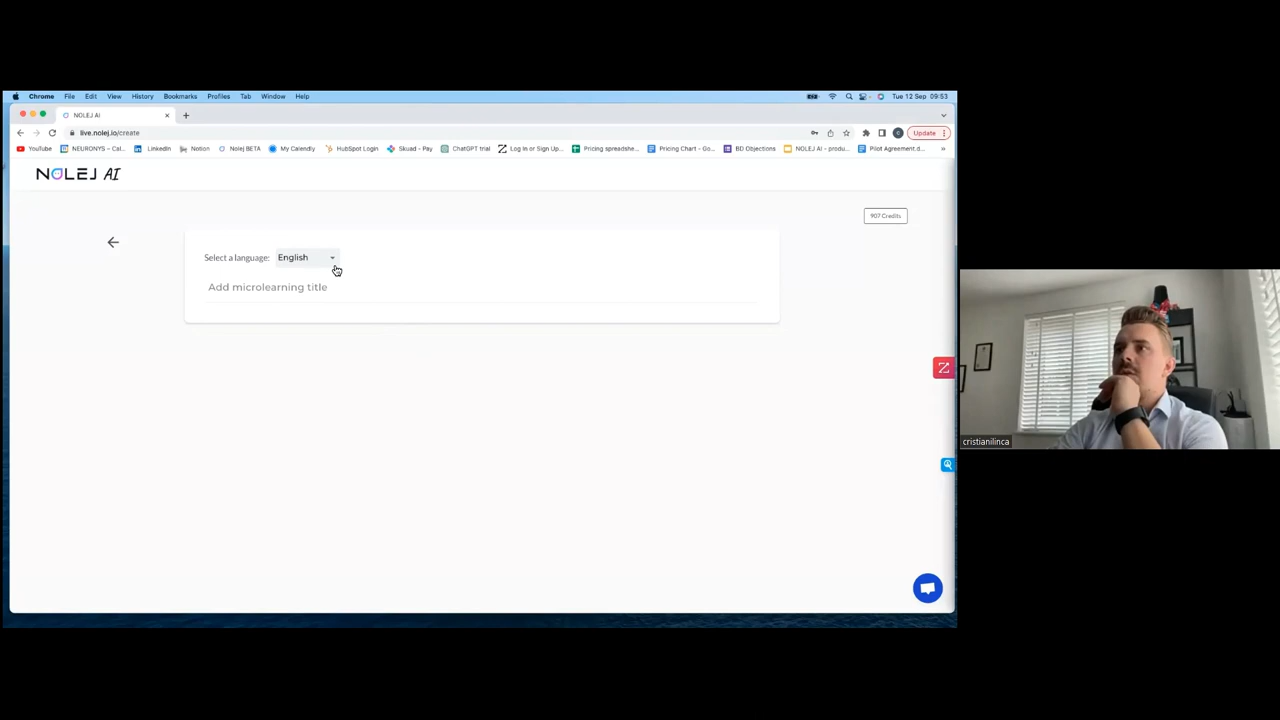 Chrome File Edit View History Bookmarks Profiles Tab Window Help Tue 12 Sep 09:53
NOLEJ AI
live.nolej.io/create Update
YouTube NEURONYS – Cal... LinkedIn Notion Nolej BETA My Calendly HubSpot Login Skuad - Pay ChatGPT trial Log In or Sign Up... Pricing spreadshe... Pricing Chart - Go... BD Objections NOLEJ AI - produ... Pilot Agreement.d... »
NOLEJ AI
907 Credits
Select a language: English
Add microlearning title
cristianilinca